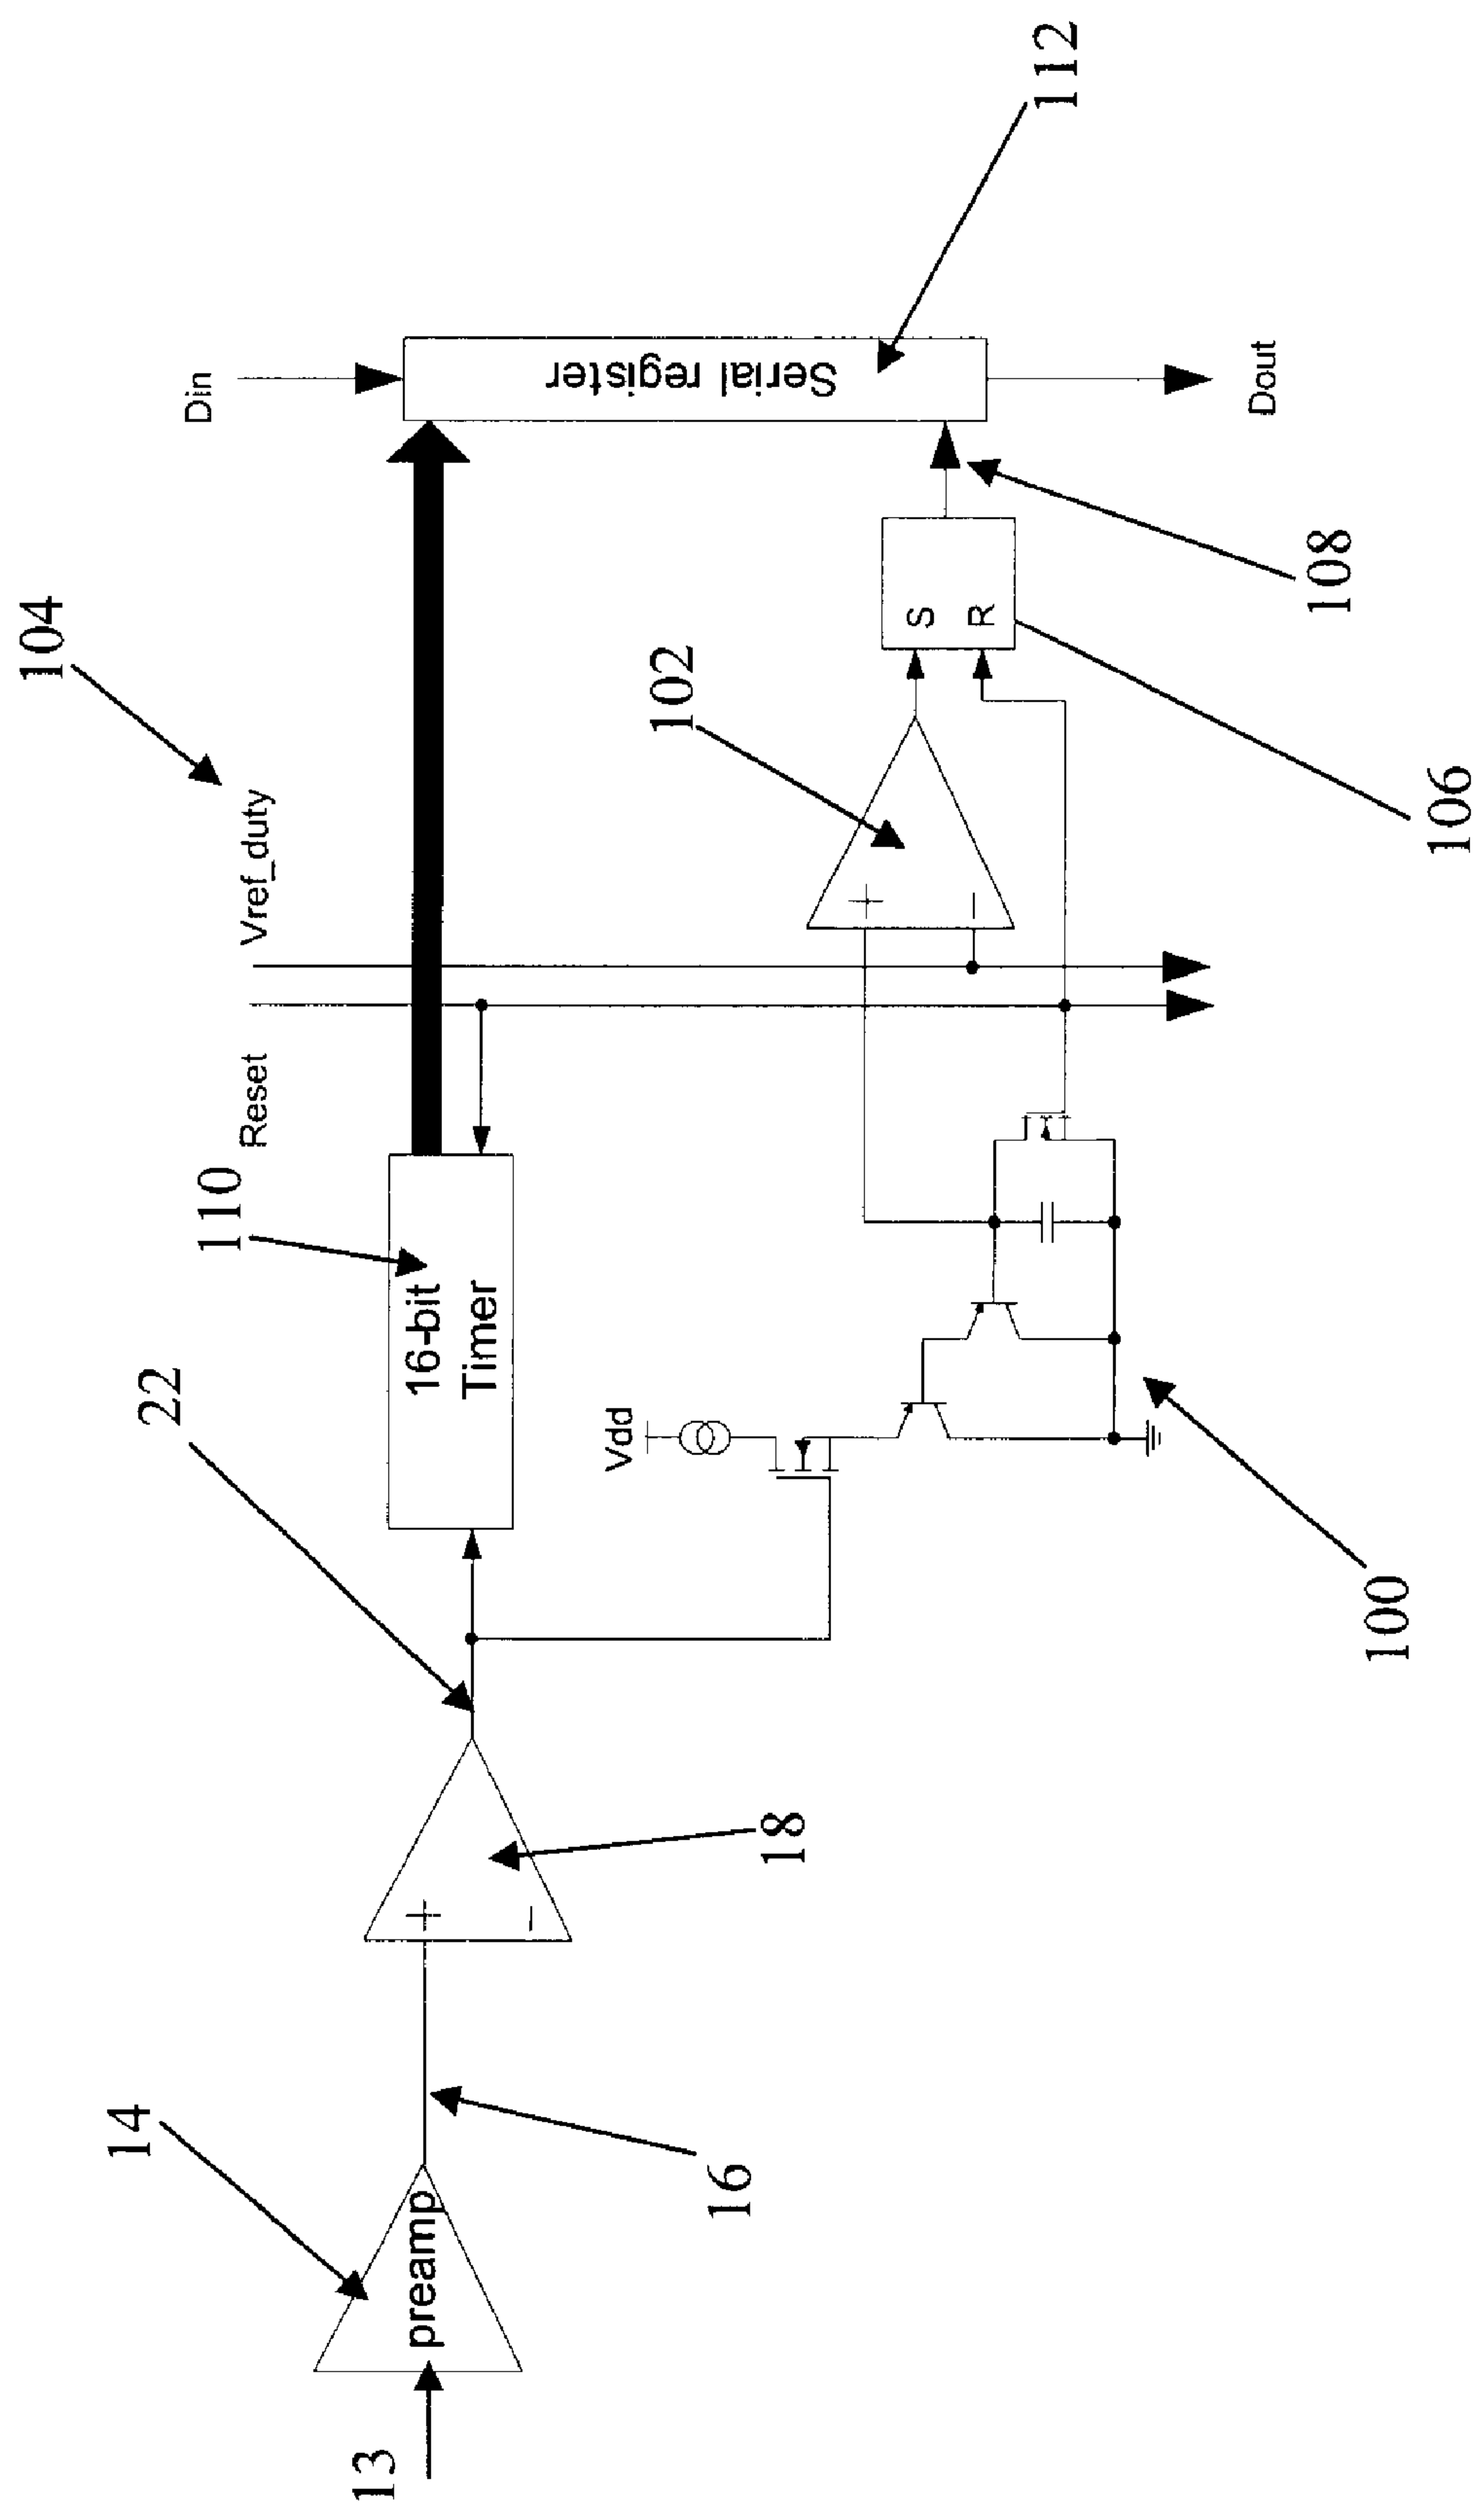 13
preamp
14
16
+
−
18
22
16-bit
Timer
110
Reset
Vref_duty
104
Vdd
100
+
−
102
S
R
106
108
Din
Serial register
Dout
112